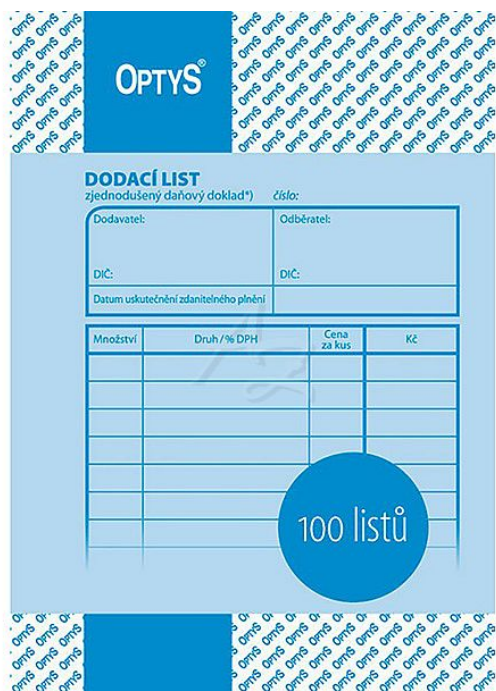 OPTYS®
DODACÍ LIST
zjednodušený daňový doklad*) číslo:
Dodavatel: Odběratel:
DIČ: DIČ:
Datum uskutečnění zdanitelného plnění
Množství Druh / % DPH Cena za kus Kč
100 listů